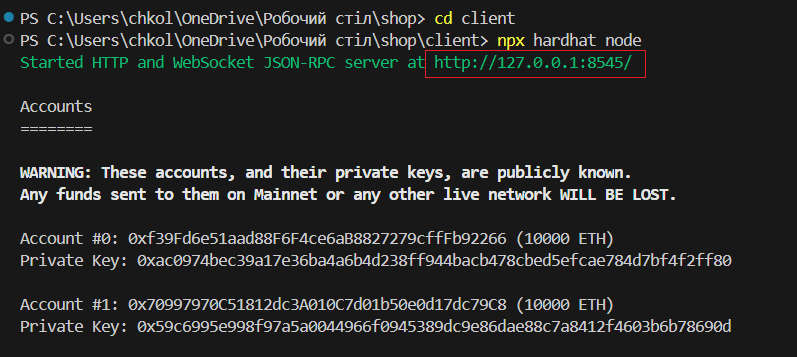 PS C:\Users\chkol\OneDrive\Робочий стіл\shop> cd client
PS C:\Users\chkol\OneDrive\Робочий стіл\shop\client> npx hardhat node
Started HTTP and WebSocket JSON-RPC server at http://127.0.0.1:8545/
Accounts
========
WARNING: These accounts, and their private keys, are publicly known.
Any funds sent to them on Mainnet or any other live network WILL BE LOST.
Account #0: 0xf39Fd6e51aad88F6F4ce6aB8827279cffFb92266 (10000 ETH)
Private Key: 0xac0974bec39a17e36ba4a6b4d238ff944bacb478cbed5efcae784d7bf4f2ff80
Account #1: 0x70997970C51812dc3A010C7d01b50e0d17dc79C8 (10000 ETH)
Private Key: 0x59c6995e998f97a5a0044966f0945389dc9e86dae88c7a8412f4603b6b78690d